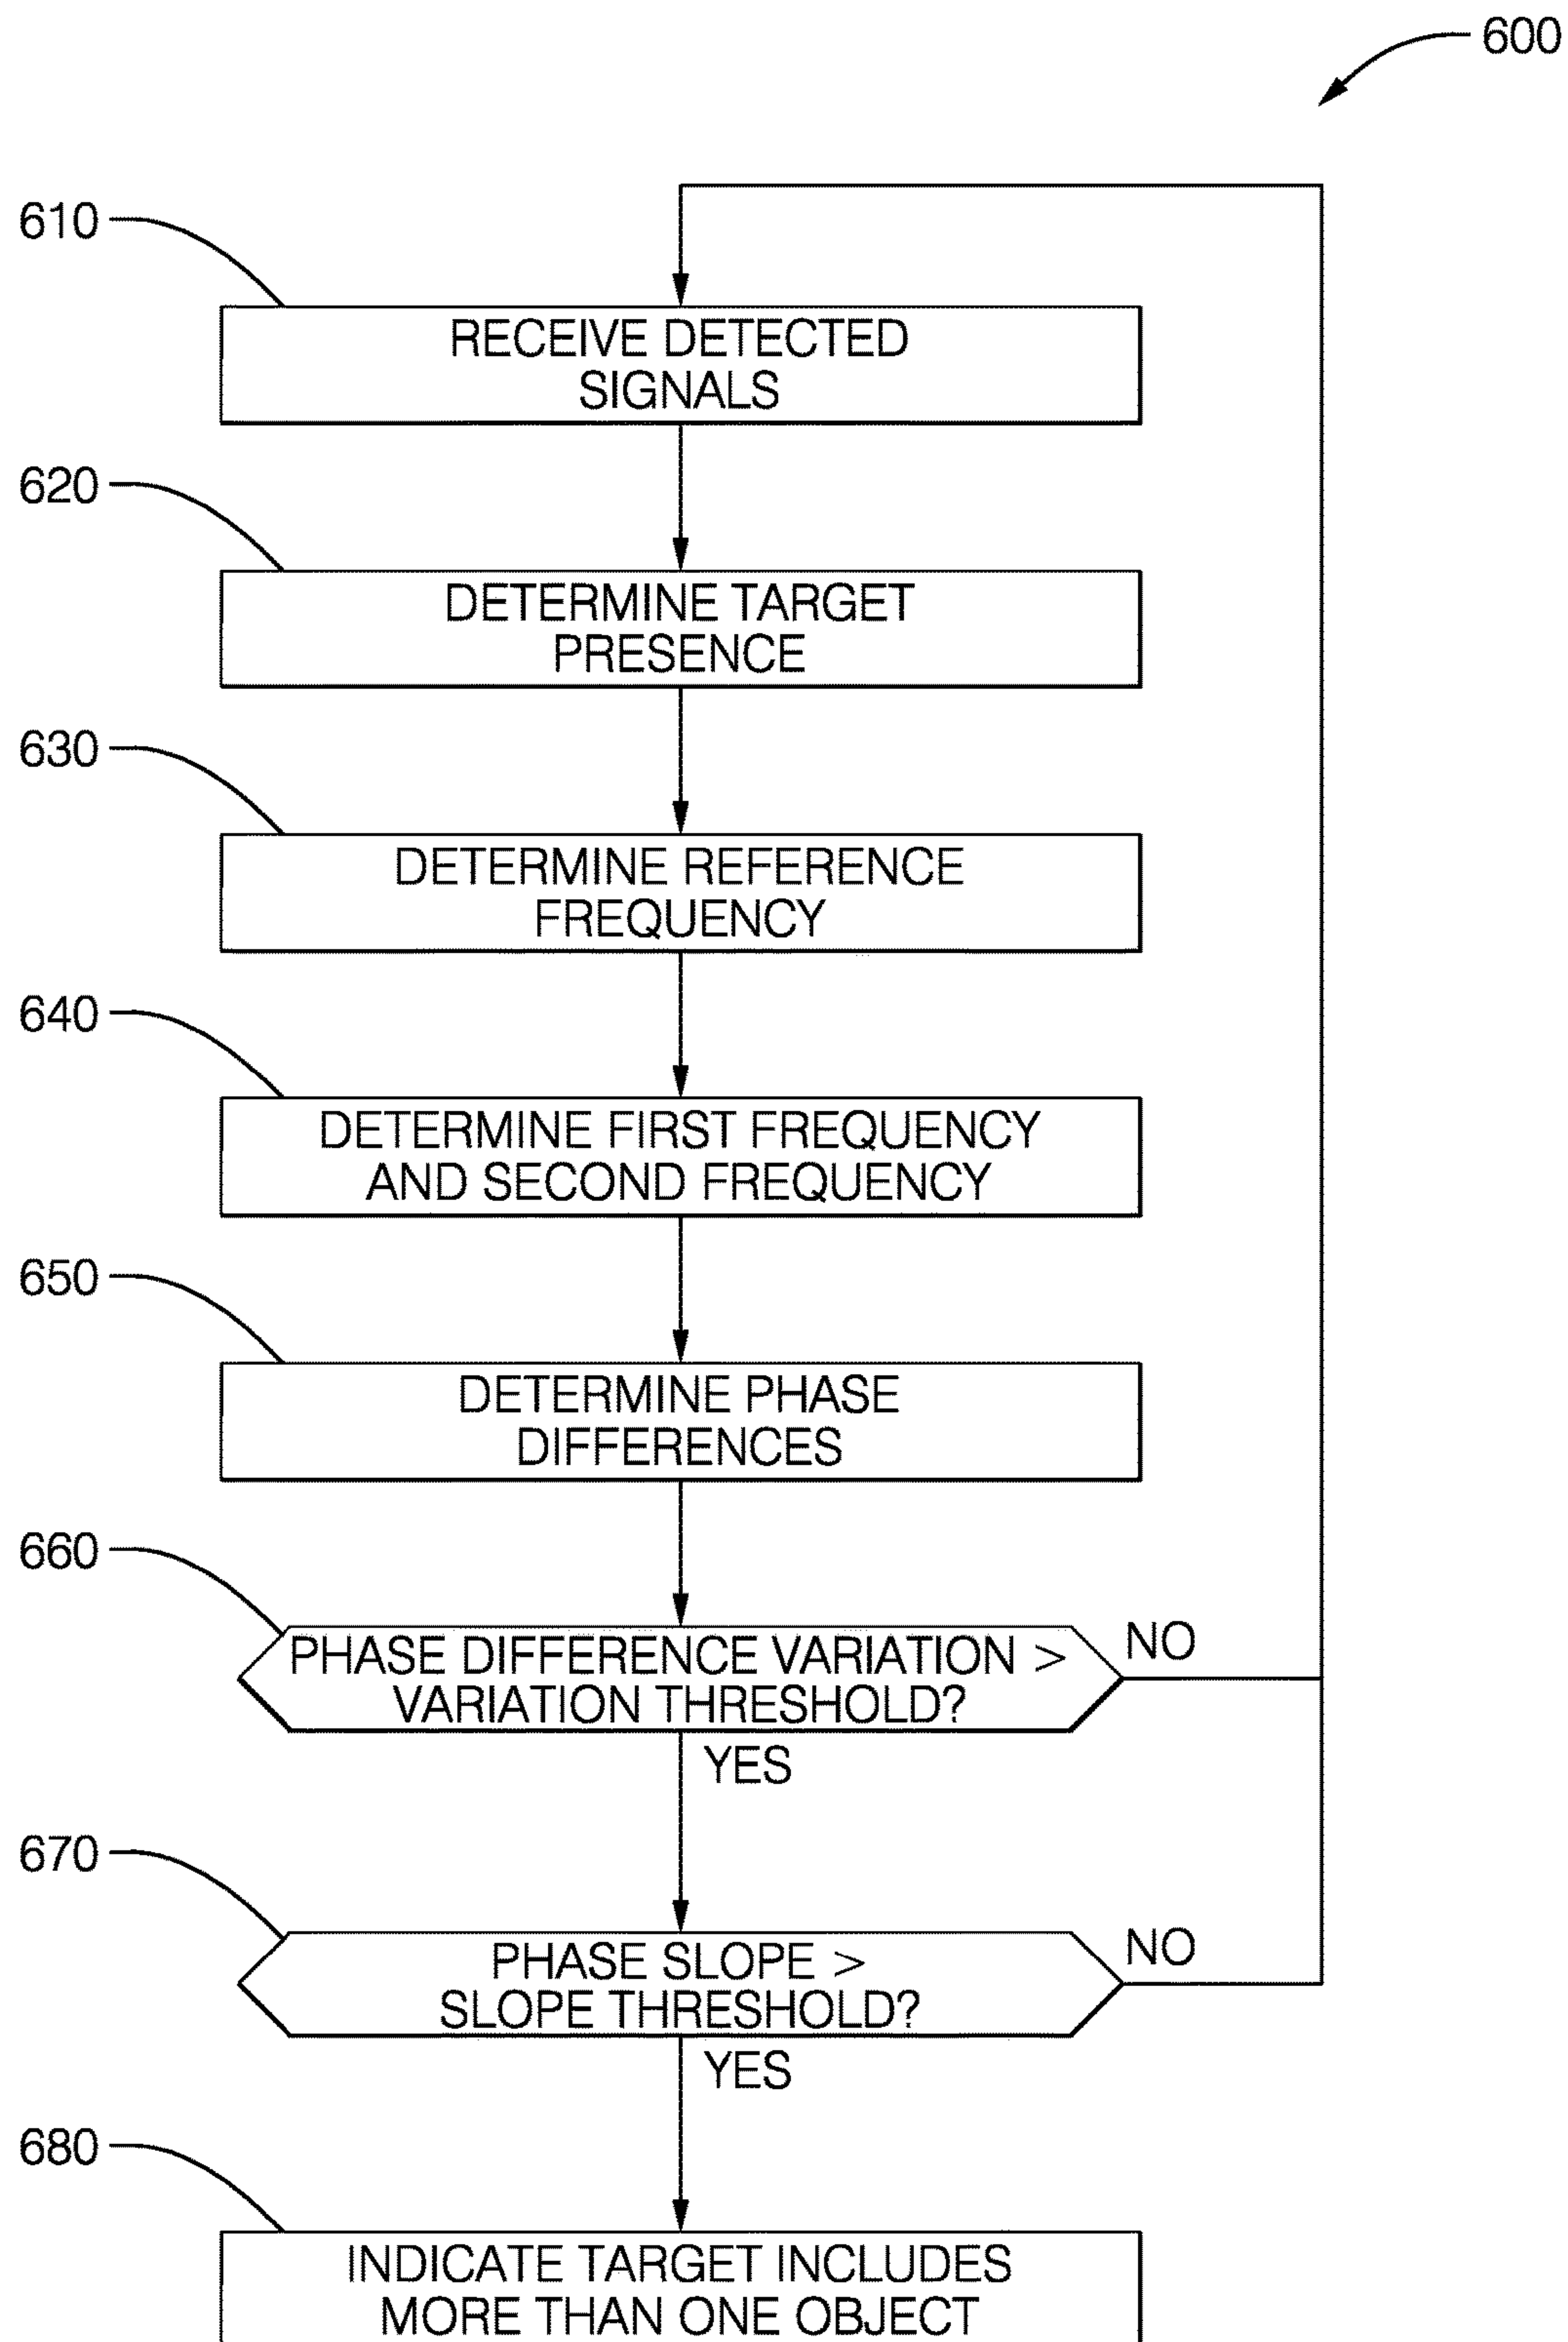 600
610
RECEIVE DETECTED
SIGNALS
620
DETERMINE TARGET
PRESENCE
630
DETERMINE REFERENCE
FREQUENCY
640
DETERMINE FIRST FREQUENCY
AND SECOND FREQUENCY
650
DETERMINE PHASE
DIFFERENCES
660
PHASE DIFFERENCE VARIATION >
VARIATION THRESHOLD?
NO
YES
670
PHASE SLOPE >
SLOPE THRESHOLD?
NO
YES
680
INDICATE TARGET INCLUDES
MORE THAN ONE OBJECT